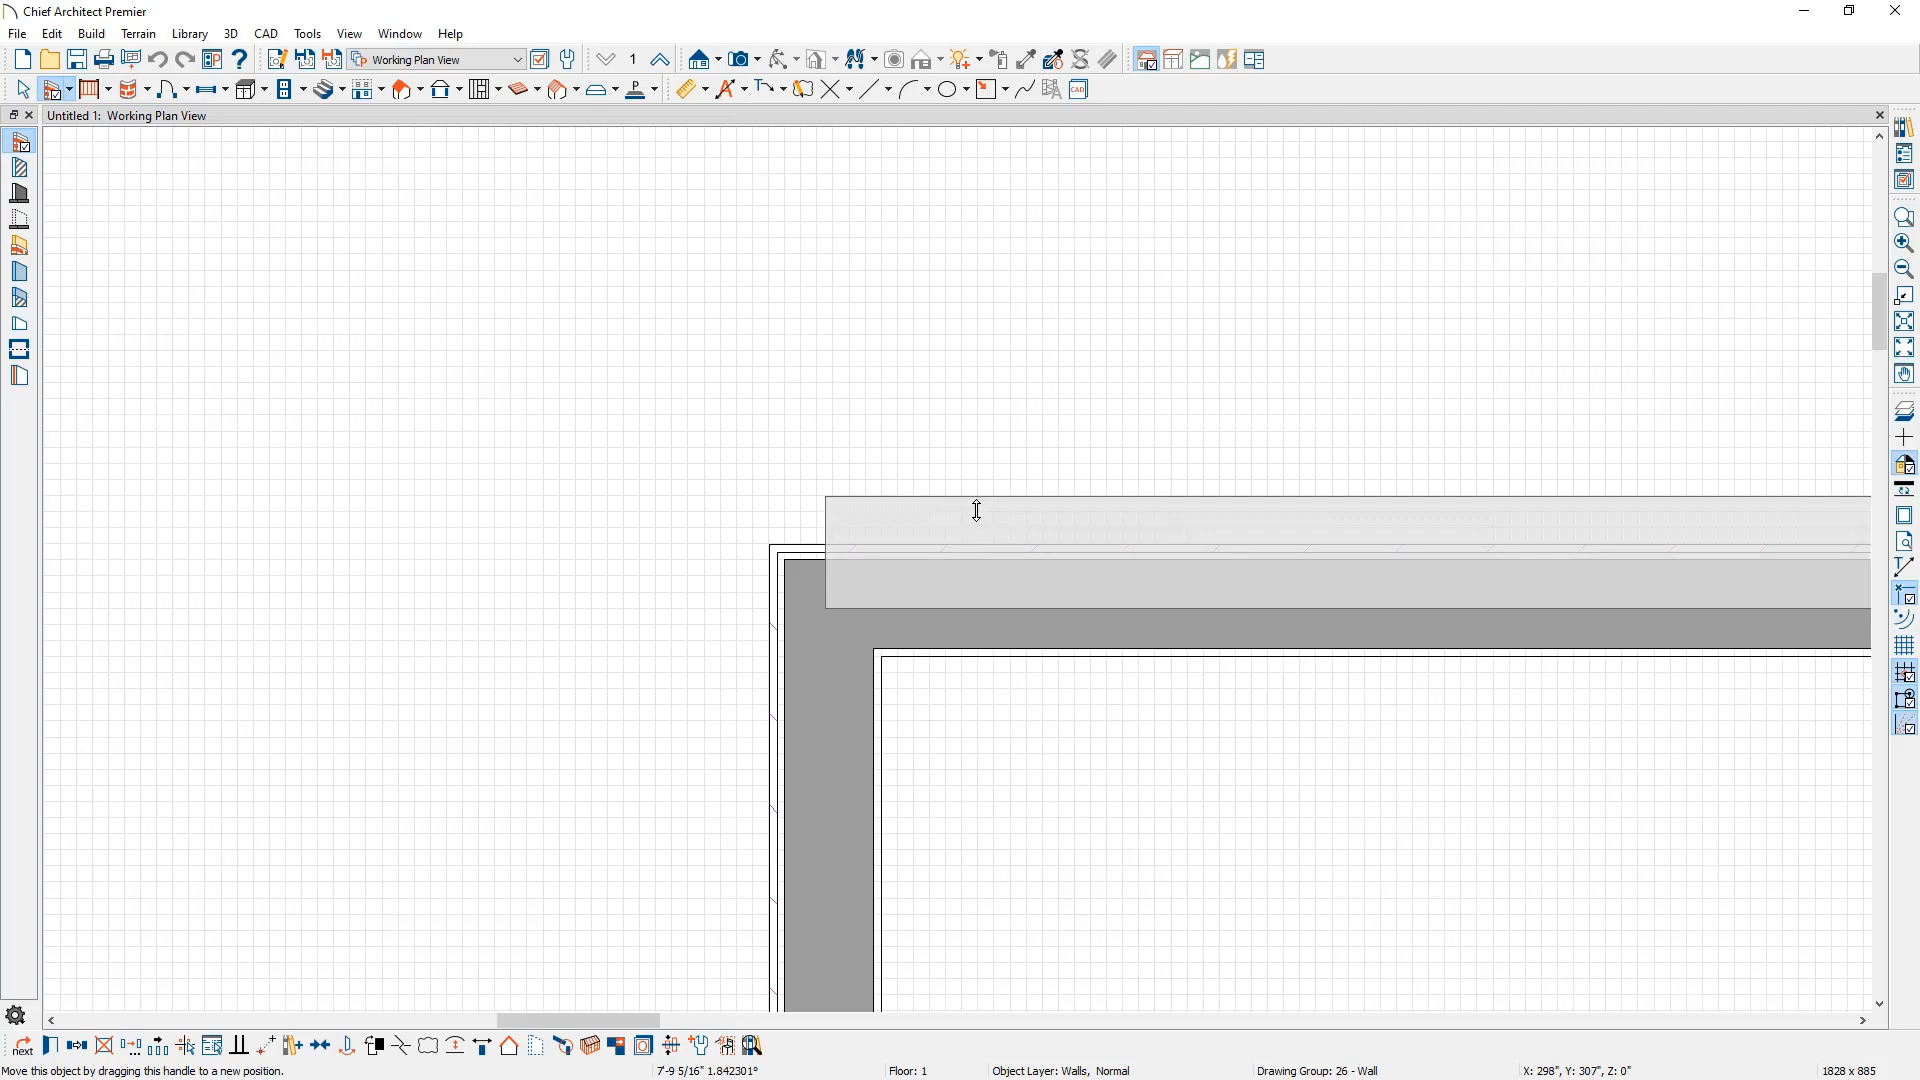 Chief Architect Premier
File Edit Build Terrain Library 3D CAD Tools View Window Help
Working Plan View 1
CAD
Untitled 1: Working Plan View
next
Move this object by dragging this handle to a new position. 7'-9 5/16" 1.842301° Floor: 1 Object Layer: Walls, Normal Drawing Group: 26 - Wall X: 298", Y: 307", Z: 0" 1828 x 885